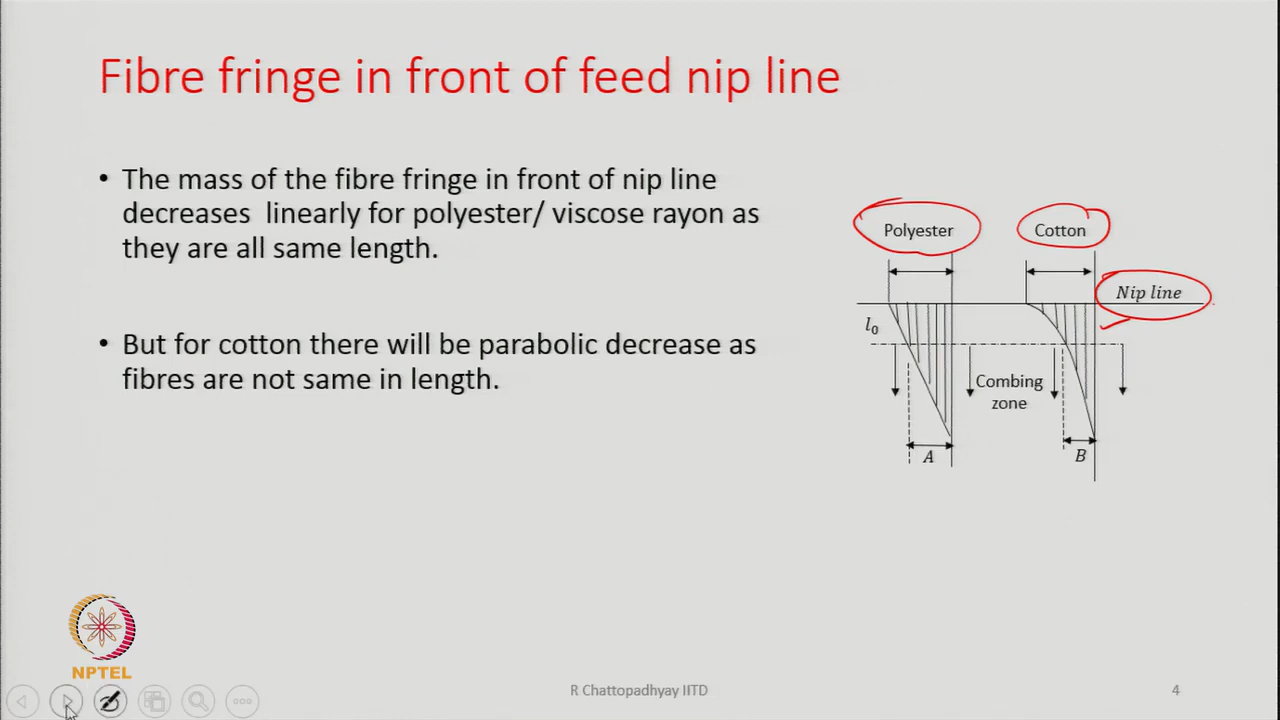 Fibre fringe in front of feed nip line
• The mass of the fibre fringe in front of nip line
decreases linearly for polyester/ viscose rayon as
they are all same length.
• But for cotton there will be parabolic decrease as
fibres are not same in length.
Polyester
Cotton
Nip line
l₀
Combing
zone
A
B
NPTEL
R Chattopadhyay IITD
4